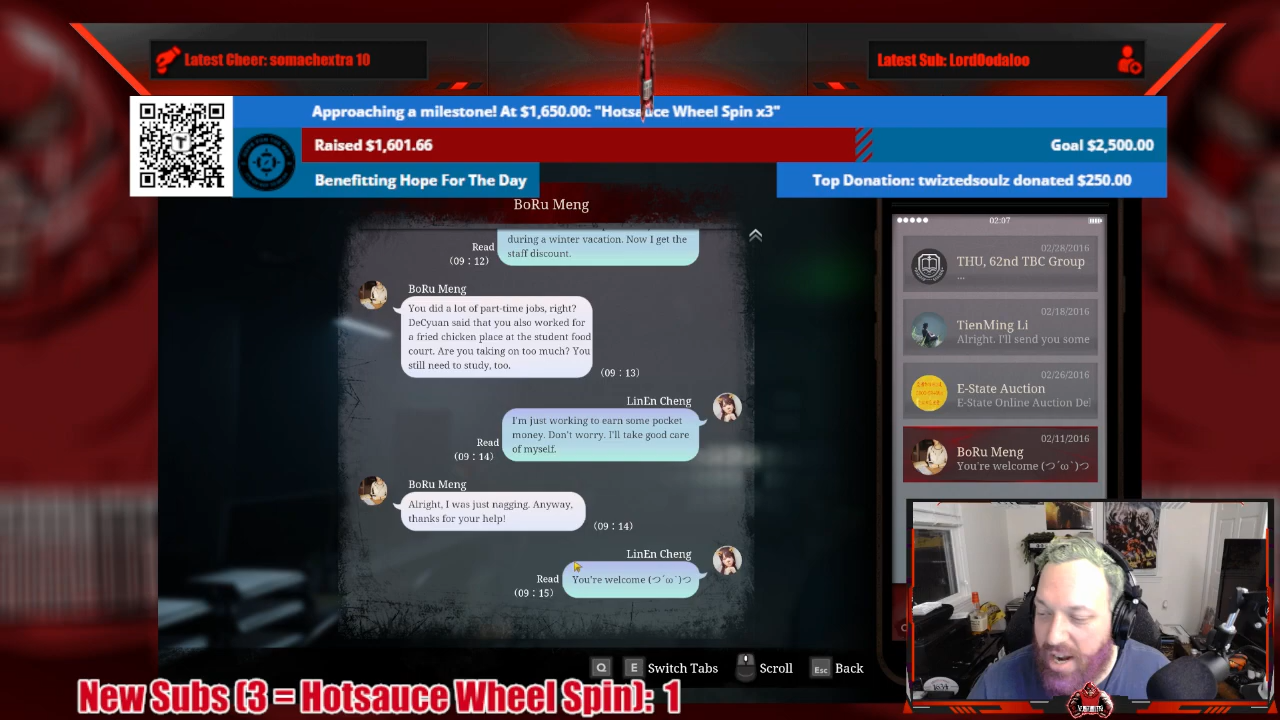 Latest Cheer: somachextra 10
Latest Sub: LordOodaloo
Approaching a milestone! At $1,650.00: "Hotsauce Wheel Spin x3"
Raised $1,601.66
Goal $2,500.00
Benefitting Hope For The Day
Top Donation: twiztedsoulz donated $250.00
BoRu Meng
during a winter vacation. Now I get the
staff discount.
Read
(09 : 12)
BoRu Meng
You did a lot of part-time jobs, right?
DeCyuan said that you also worked for
a fried chicken place at the student food
court. Are you taking on too much? You
still need to study, too.
(09 : 13)
LinEn Cheng
I'm just working to earn some pocket
money. Don't worry. I'll take good care
of myself.
Read
(09 : 14)
BoRu Meng
Alright, I was just nagging. Anyway,
thanks for your help!
(09 : 14)
LinEn Cheng
You're welcome (つ´ω`)つ
Read
(09 : 15)
02:07
02/28/2016
THU, 62nd TBC Group
...
02/18/2016
TienMing Li
Alright. I'll send you some
02/26/2016
E-State Auction
E-State Online Auction De
02/11/2016
BoRu Meng
You're welcome (つ´ω`)つ
Q E Switch Tabs
Scroll
Esc Back
New Subs (3 = Hotsauce Wheel Spin): 1